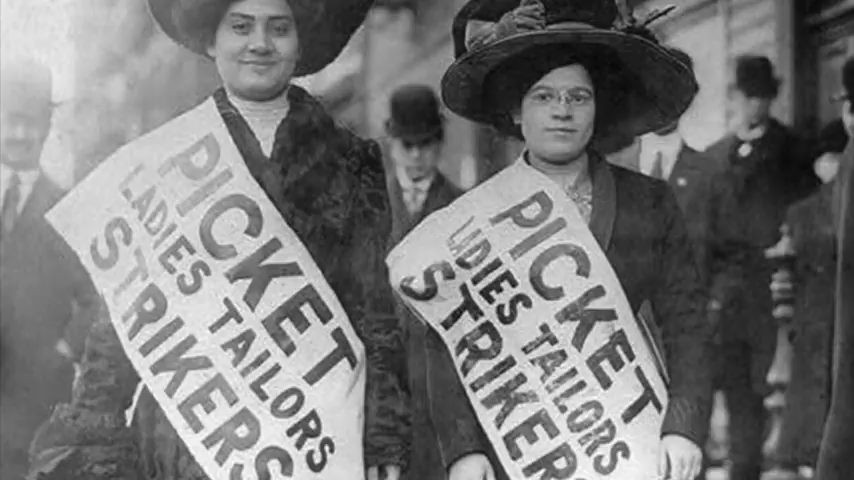 PICKET
LADIES TAILORS
STRIKERS
PICKET
LADIES TAILORS
STRIKERS